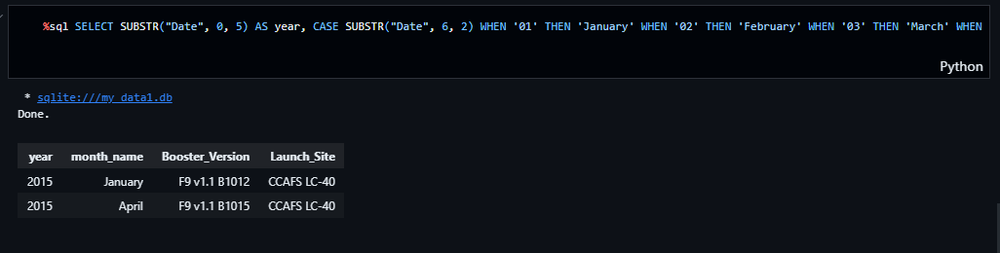 %sql SELECT SUBSTR("Date", 0, 5) AS year, CASE SUBSTR("Date", 6, 2) WHEN '01' THEN 'January' WHEN '02' THEN 'February' WHEN '03' THEN 'March' WHEN
Python
* sqlite:///my_data1.db
Done.
year month_name Booster_Version Launch_Site
2015 January F9 v1.1 B1012 CCAFS LC-40
2015 April F9 v1.1 B1015 CCAFS LC-40